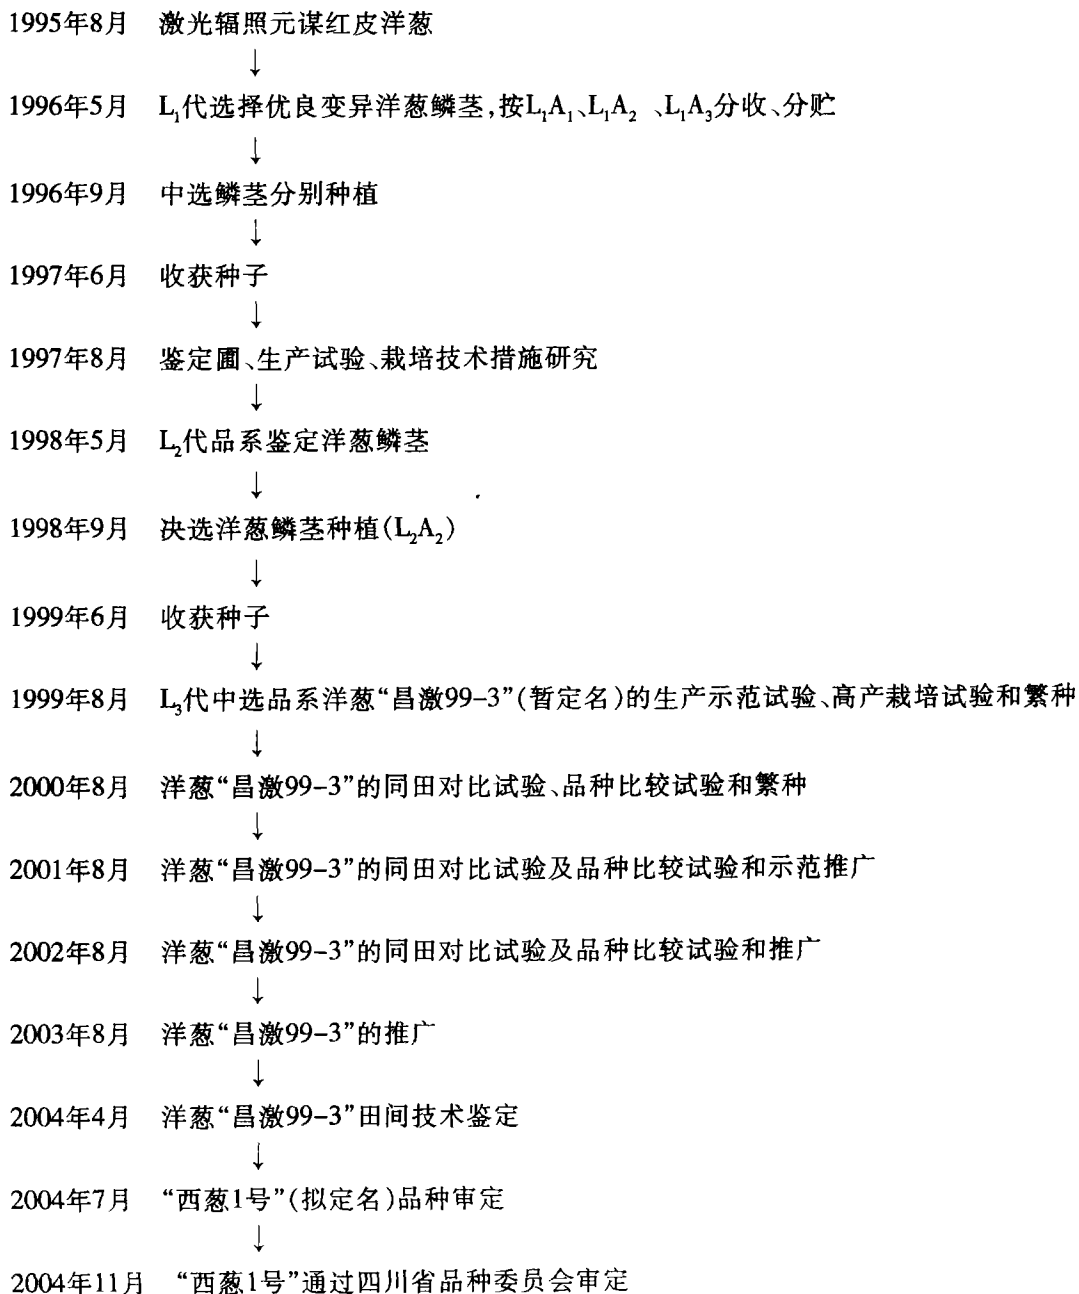 1995年8月 激光辐照元谋红皮洋葱
↓
1996年5月 L₁代选择优良变异洋葱鳞茎,按L₁A₁、L₁A₂、L₁A₃分收、分贮
↓
1996年9月 中选鳞茎分别种植
↓
1997年6月 收获种子
↓
1997年8月 鉴定圃、生产试验、栽培技术措施研究
↓
1998年5月 L₂代品系鉴定洋葱鳞茎
↓
1998年9月 决选洋葱鳞茎种植(L₂A₂)
↓
1999年6月 收获种子
↓
1999年8月 L₃代中选品系洋葱“昌激99-3”(暂定名)的生产示范试验、高产栽培试验和繁种
↓
2000年8月 洋葱“昌激99-3”的同田对比试验、品种比较试验和繁种
↓
2001年8月 洋葱“昌激99-3”的同田对比试验及品种比较试验和示范推广
↓
2002年8月 洋葱“昌激99-3”的同田对比试验及品种比较试验和推广
↓
2003年8月 洋葱“昌激99-3”的推广
↓
2004年4月 洋葱“昌激99-3”田间技术鉴定
↓
2004年7月 “西葱1号”(拟定名)品种审定
↓
2004年11月 “西葱1号”通过四川省品种委员会审定